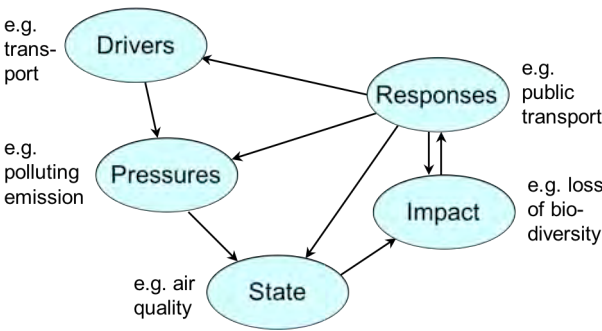 e.g.
trans-
port
Drivers
Responses
e.g.
public
transport
e.g.
polluting
emission
Pressures
Impact
e.g. loss
of bio-
diversity
e.g. air
quality
State